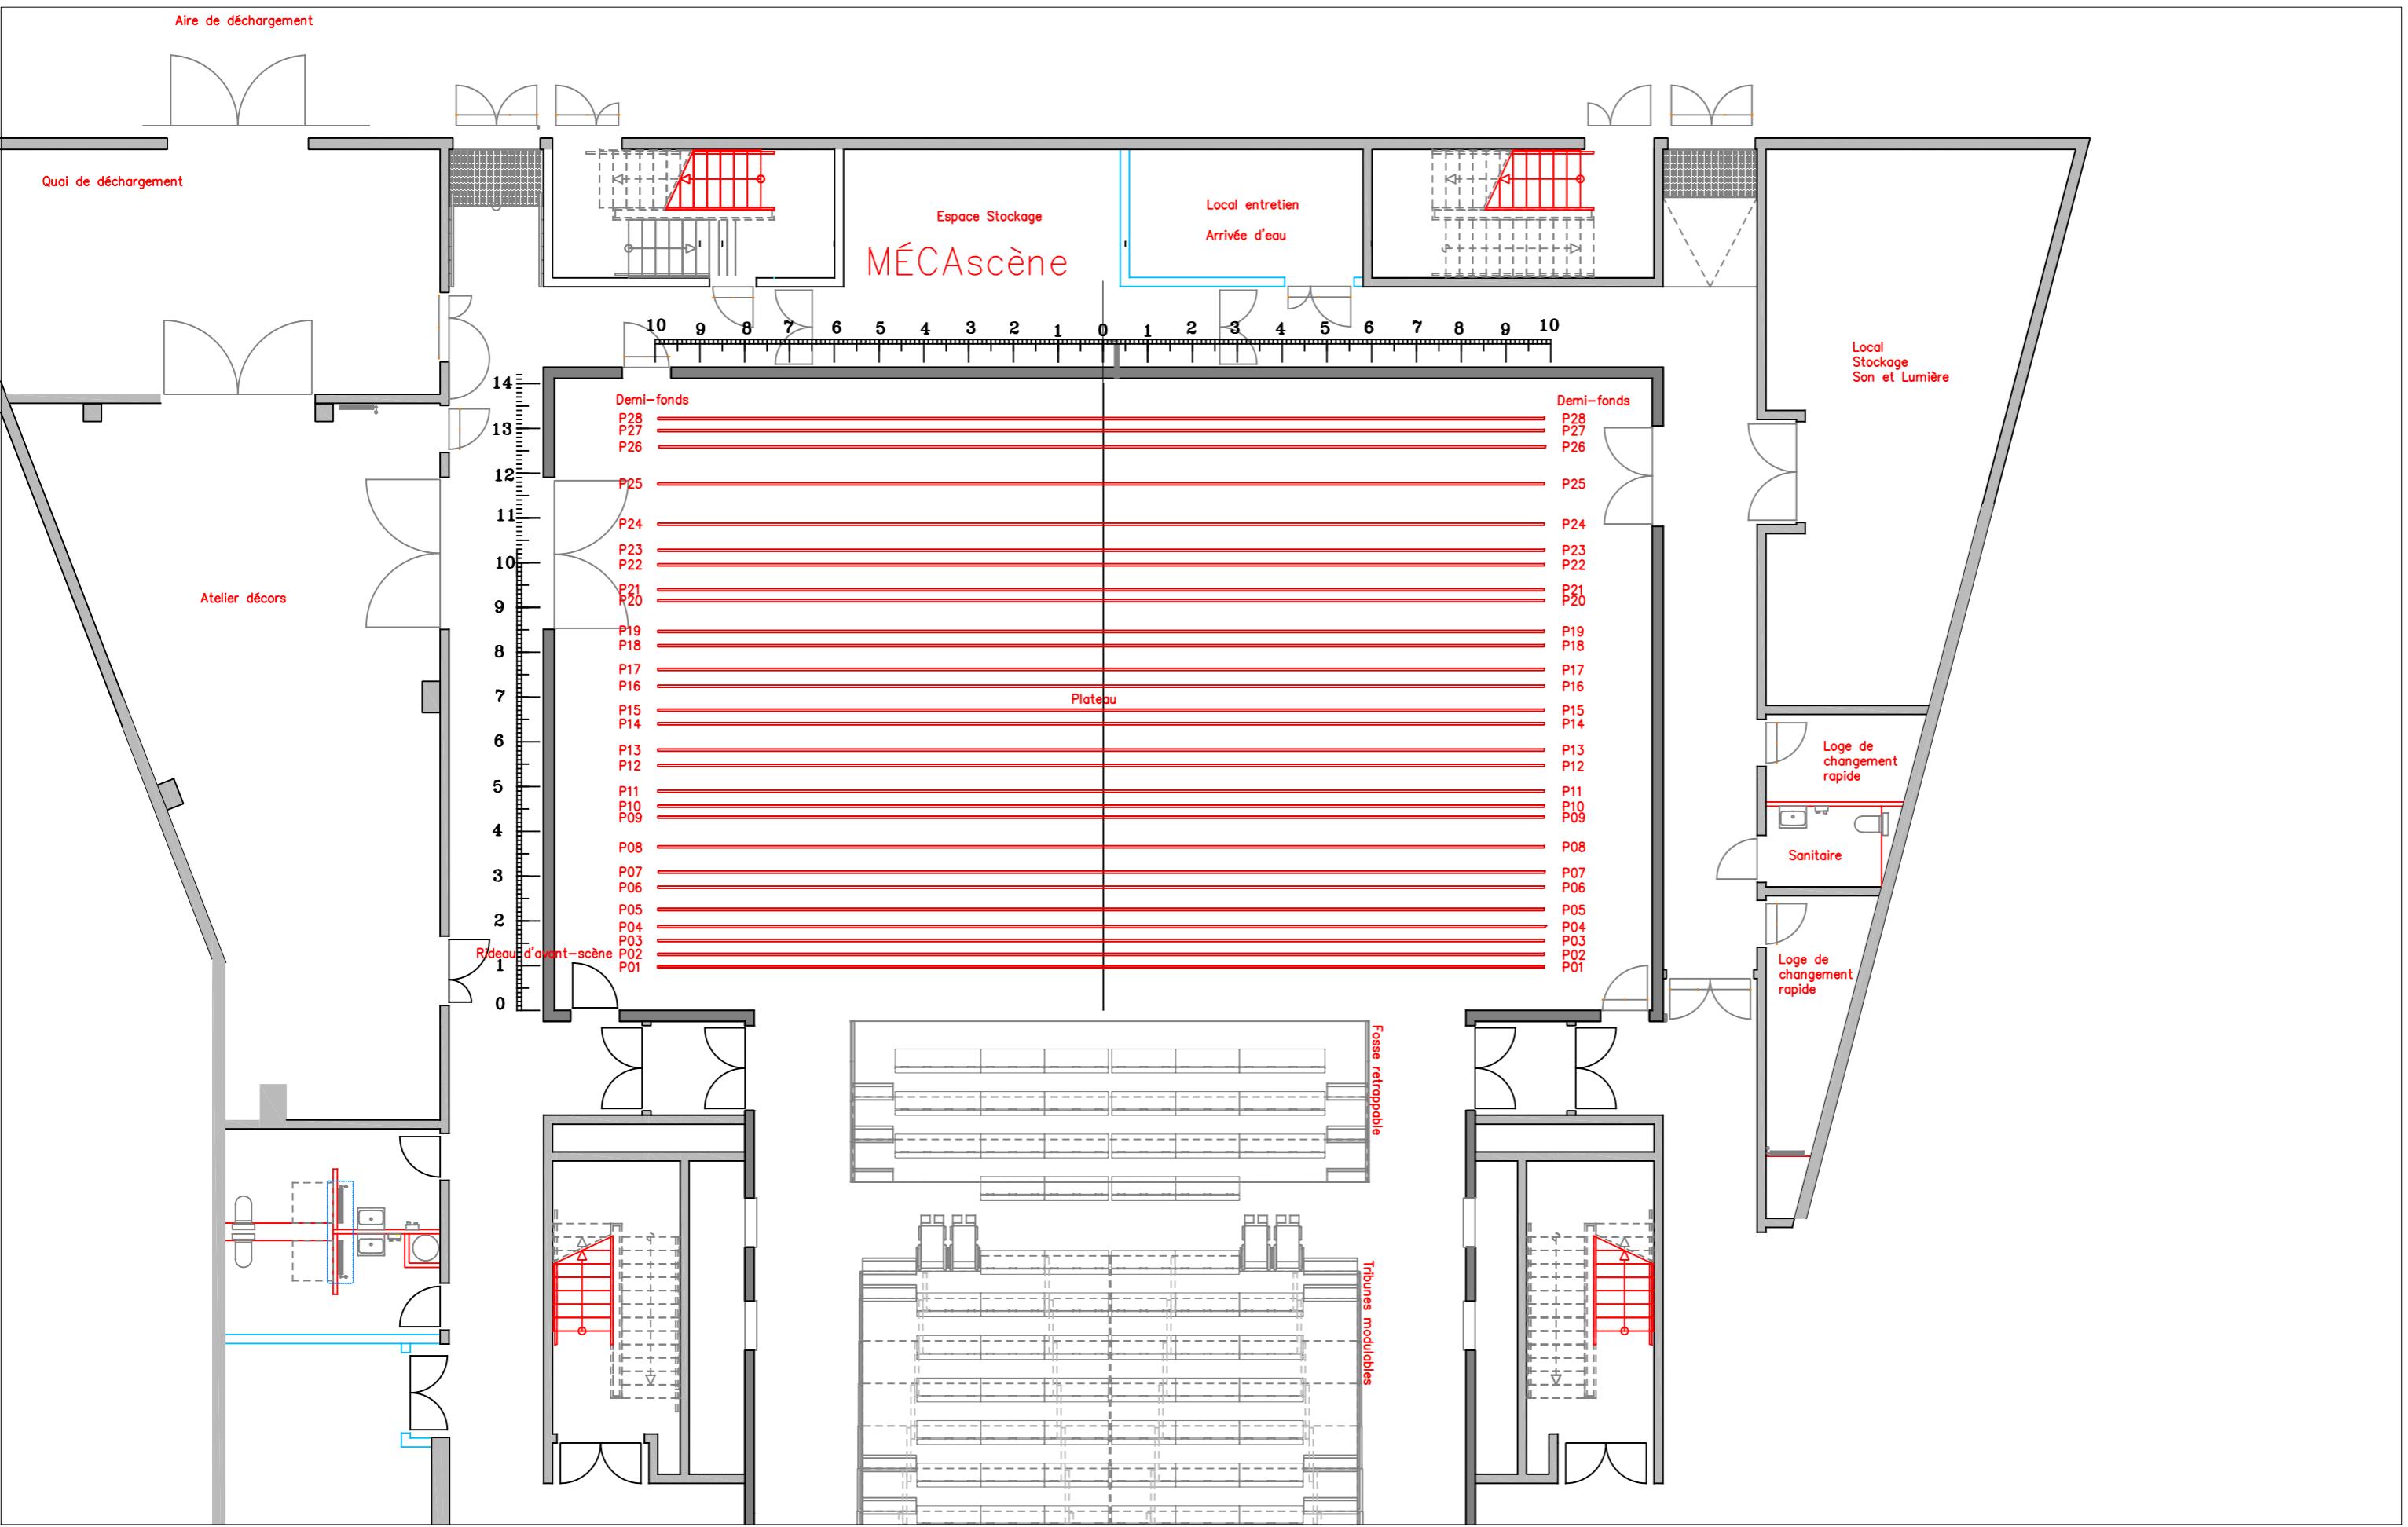 Aire de déchargement
Quai de déchargement
Espace Stockage
MÉCAscène
Local entretien
Arrivée d'eau
Local
Stockage
Son et Lumière
10 9 8 7 6 5 4 3 2 1 0 1 2 3 4 5 6 7 8 9 10
14
13
12
11
10
9
8
7
6
5
4
3
2
1
0
Demi-fonds Demi-fonds
P28 P28
P27 P27
P26 P26
P25 P25
P24 P24
P23 P23
P22 P22
P21 P21
P20 P20
P19 P19
P18 P18
P17 P17
P16 P16
Plateau
P15 P15
P14 P14
P13 P13
P12 P12
P11 P11
P10 P10
P09 P09
P08 P08
P07 P07
P06 P06
P05 P05
P04 P04
P03 P03
Rideau d'avant-scène P02 P02
P01 P01
Atelier décors
Loge de
changement
rapide
Sanitaire
Loge de
changement
rapide
Fosse retrappable
Tribunes modulables